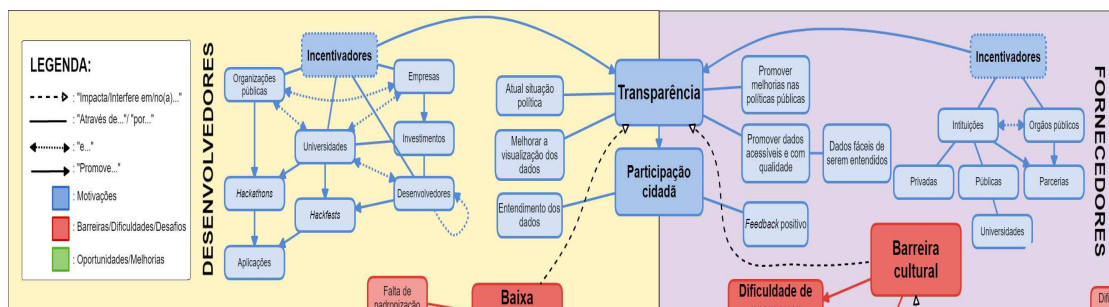 LEGENDA:
: "Impacta/Interfere em/no(a)..."
: "Através de..."/ "por..."
: "e..."
: "Promove..."
: Motivações
: Barreiras/Dificuldades/Desafios
: Oportunidades/Melhorias
DESENVOLVEDORES
Incentivadores
Organizações
públicas
Empresas
Universidades
Investimentos
Hackathons
Hackfests
Desenvolvedores
Aplicações
Atual situação
política
Melhorar a
visualização dos
dados
Entendimento dos
dados
Transparência
Participação
cidadã
Promover
melhorias nas
políticas públicas
Promover dados
acessíveis e com
qualidade
Dados fáceis de
serem entendidos
Feedback positivo
Incentivadores
Intituições
Orgãos públicos
Privadas
Públicas
Parcerias
Universidades
FORNECEDORES
Falta de
padronização
Baixa
Dificuldade de
Barreira
cultural